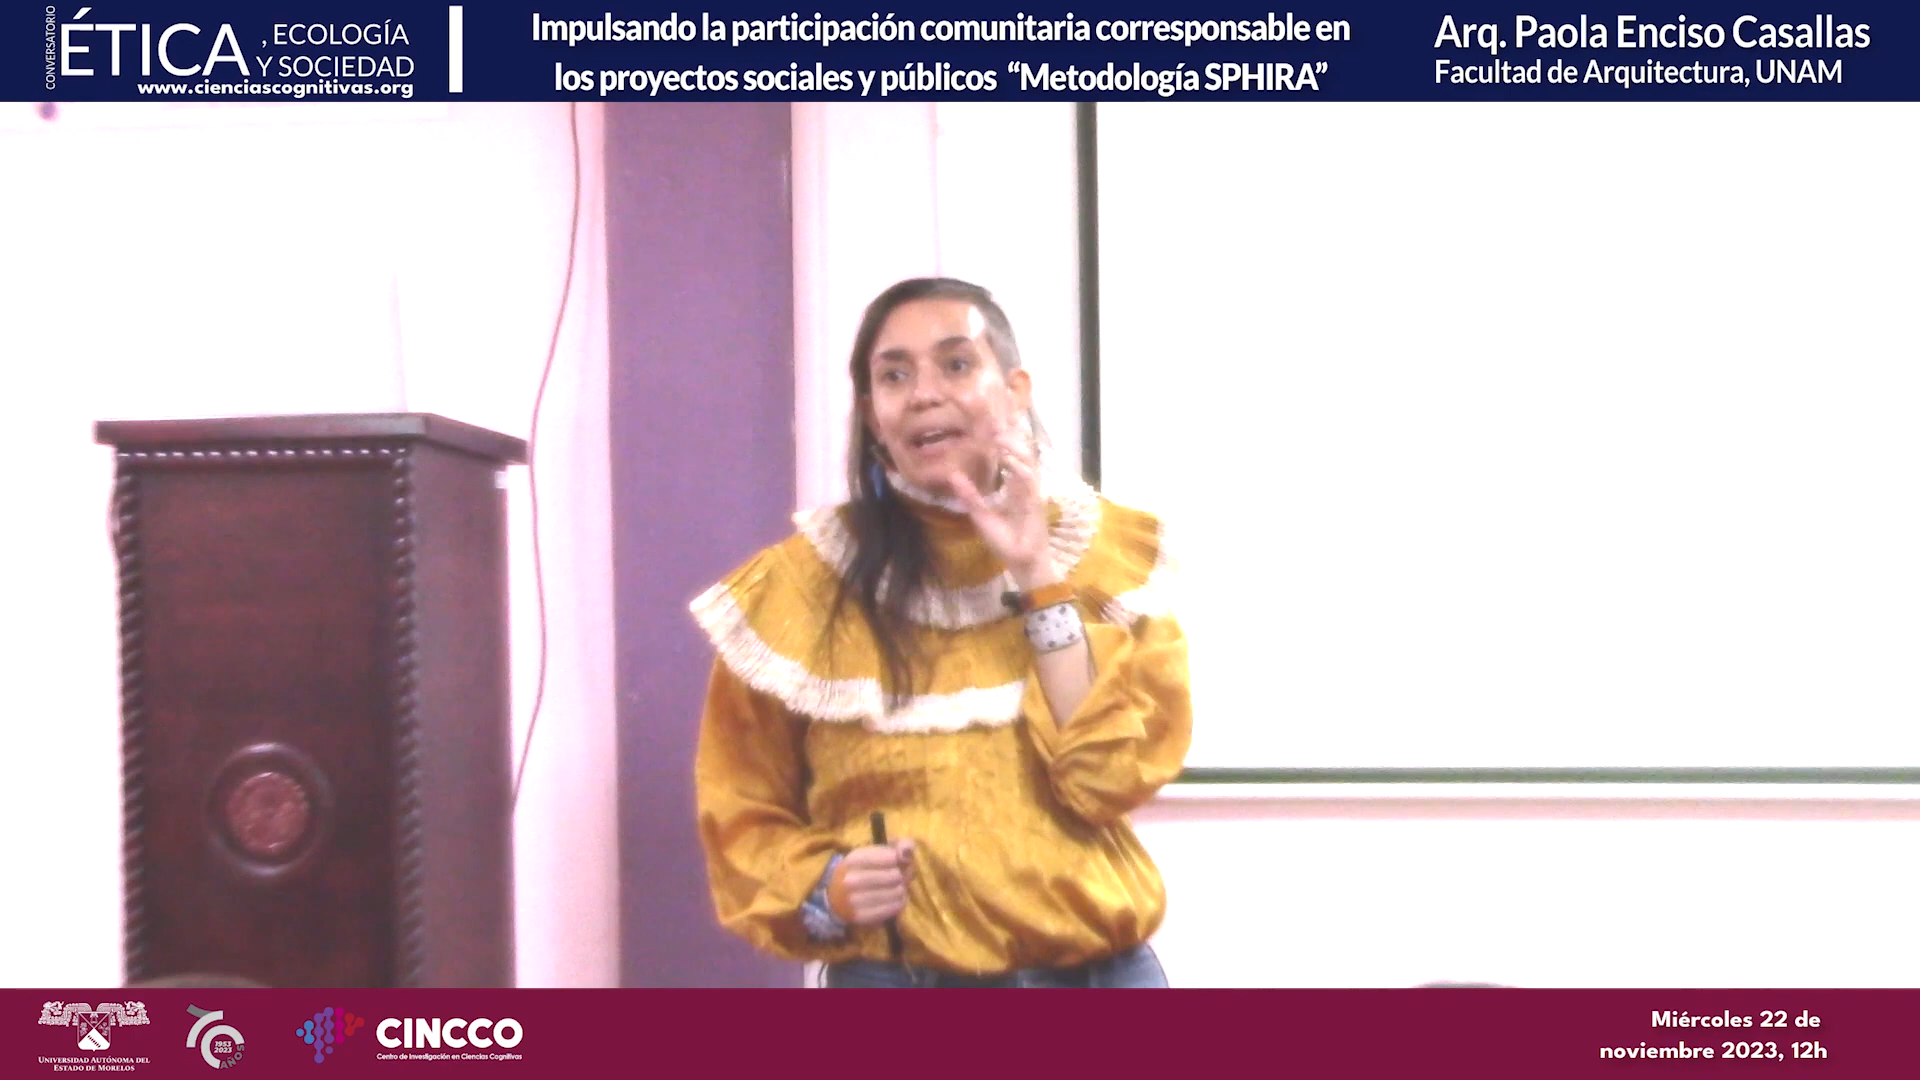 CONVERSATORIO
ÉTICA, ECOLOGÍA
Y SOCIEDAD
www.cienciascognitivas.org
Impulsando la participación comunitaria corresponsable en
los proyectos sociales y públicos “Metodología SPHIRA”
Arq. Paola Enciso Casallas
Facultad de Arquitectura, UNAM
UNIVERSIDAD AUTÓNOMA DEL
ESTADO DE MORELOS
70
1953
2023
AÑOS
CINCCO
Centro de Investigación en Ciencias Cognitivas
Miércoles 22 de
noviembre 2023, 12h